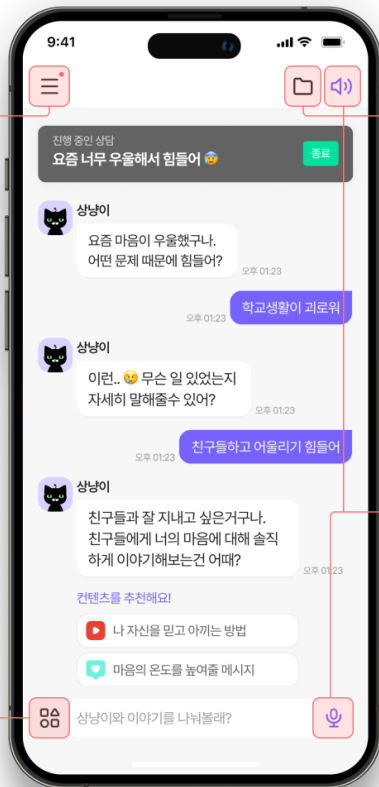 9:41
진행 중인 상담
요즘 너무 우울해서 힘들어 😰
종료
상냥이
요즘 마음이 우울했구나.
어떤 문제 때문에 힘들어?
오후 01:23
학교생활이 괴로워
오후 01:23
상냥이
이런.. 😢 무슨 일 있었는지
자세히 말해줄수 있어?
오후 01:23
친구들하고 어울리기 힘들어
오후 01:23
상냥이
친구들과 잘 지내고 싶은거구나.
친구들에게 너의 마음에 대해 솔직
하게 이야기해보는건 어때?
오후 01:23
컨텐츠를 추천해요!
나 자신을 믿고 아끼는 방법
마음의 온도를 높여줄 메시지
상냥이와 이야기를 나눠볼래?